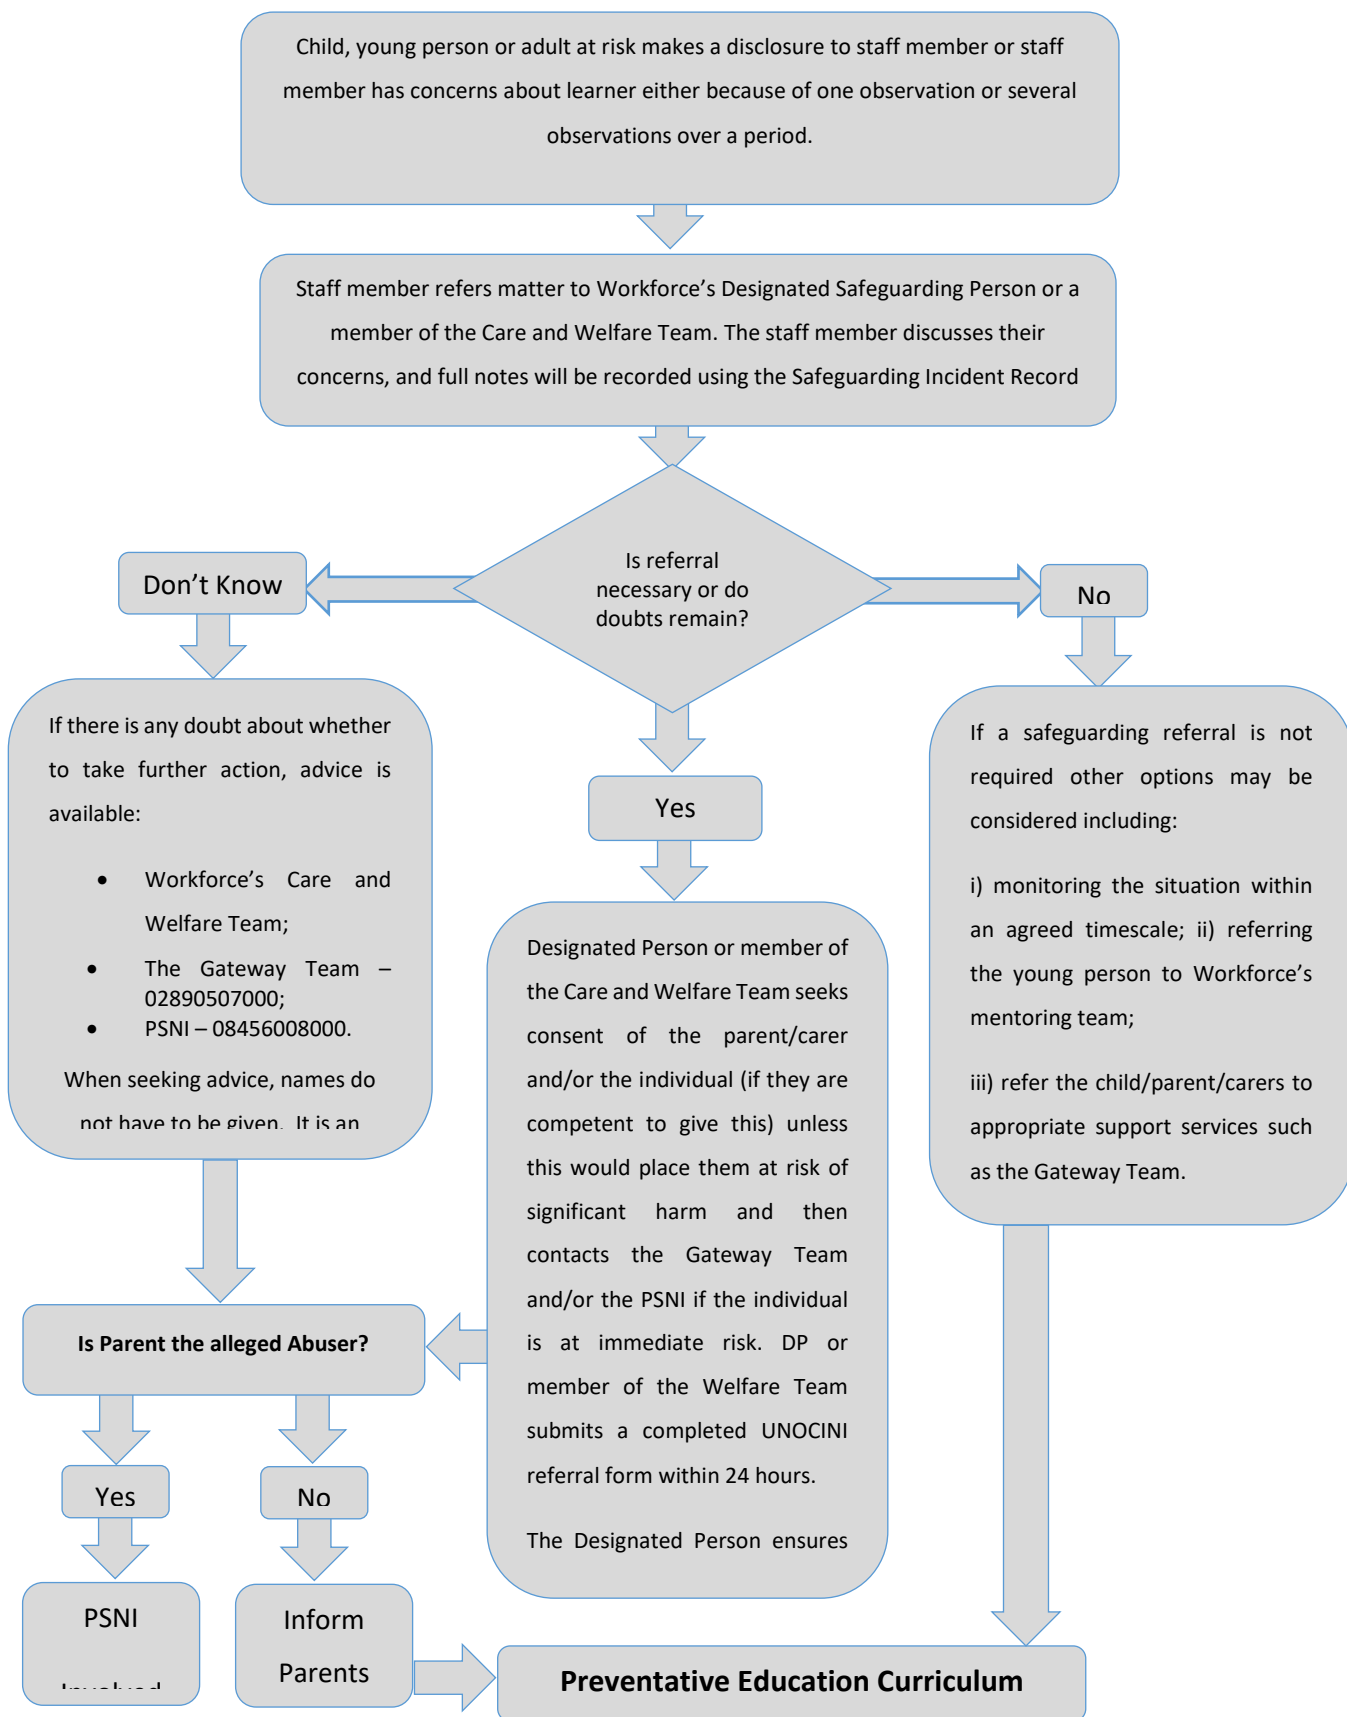 Child, young person or adult at risk makes a disclosure to staff member or staff
member has concerns about learner either because of one observation or several
observations over a period.
Staff member refers matter to Workforce’s Designated Safeguarding Person or a
member of the Care and Welfare Team. The staff member discusses their
concerns, and full notes will be recorded using the Safeguarding Incident Record
Is referral
necessary or do
doubts remain?
Don’t Know
No
If there is any doubt about whether
to take further action, advice is
available:
• Workforce’s Care and
Welfare Team;
• The Gateway Team –
02890507000;
• PSNI – 08456008000.
When seeking advice, names do
not have to be given. It is an
Yes
Designated Person or member of
the Care and Welfare Team seeks
consent of the parent/carer
and/or the individual (if they are
competent to give this) unless
this would place them at risk of
significant harm and then
contacts the Gateway Team
and/or the PSNI if the individual
is at immediate risk. DP or
member of the Welfare Team
submits a completed UNOCINI
referral form within 24 hours.
The Designated Person ensures
If a safeguarding referral is not
required other options may be
considered including:
i) monitoring the situation within
an agreed timescale; ii) referring
the young person to Workforce’s
mentoring team;
iii) refer the child/parent/carers to
appropriate support services such
as the Gateway Team.
Is Parent the alleged Abuser?
Yes
No
PSNI
Involved
Inform
Parents
Preventative Education Curriculum